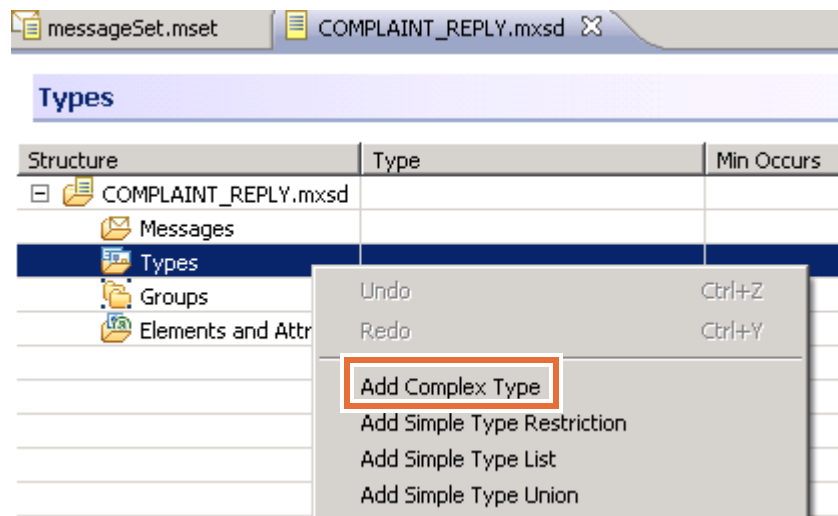 messageSet.mset COMPLAINT_REPLY.mxsd
Types
Structure Type Min Occurs
COMPLAINT_REPLY.mxsd
Messages
Types
Groups Undo Ctrl+Z
Elements and Attr Redo Ctrl+Y
Add Complex Type
Add Simple Type Restriction
Add Simple Type List
Add Simple Type Union